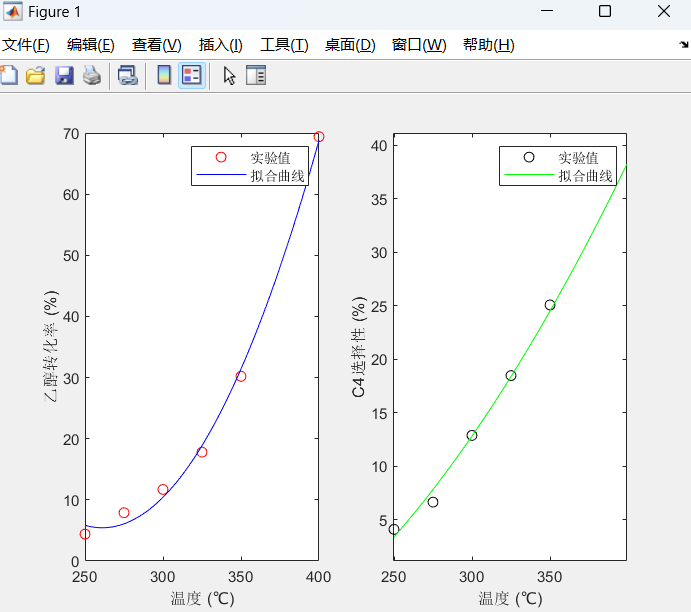 Figure 1
文件(F) 编辑(E) 查看(V) 插入(I) 工具(T) 桌面(D) 窗口(W) 帮助(H)
70
60
50
40
30
20
10
0
250 300 350 400
乙醇转化率 (%)
温度 (℃)
实验值
拟合曲线
40
35
30
25
20
15
10
5
250 300 350
C4选择性 (%)
温度 (℃)
实验值
拟合曲线